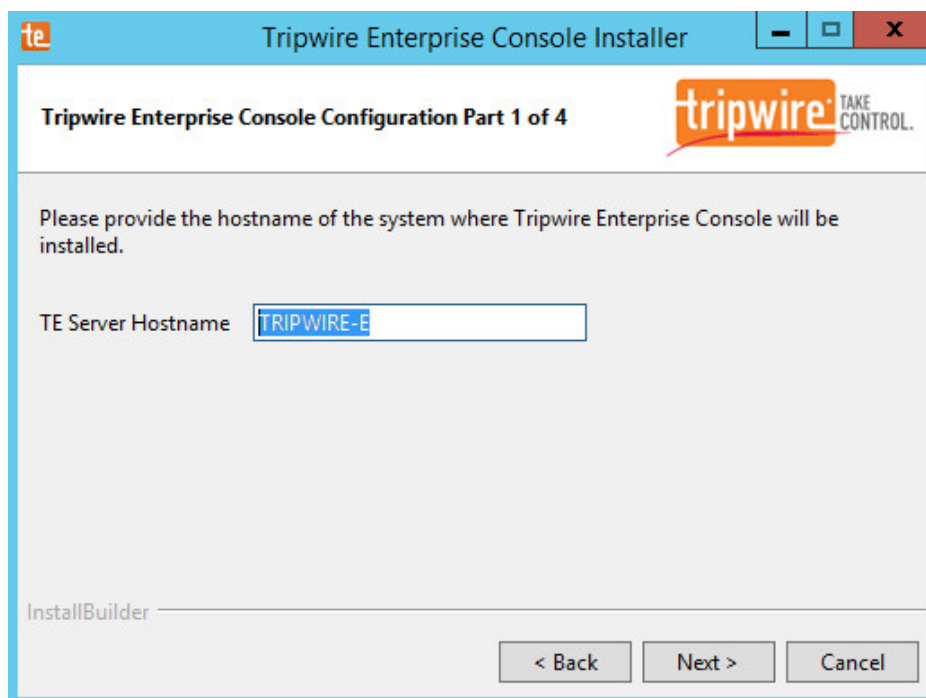 te
Tripwire Enterprise Console Installer
Tripwire Enterprise Console Configuration Part 1 of 4
tripwire
TAKE
CONTROL.
Please provide the hostname of the system where Tripwire Enterprise Console will be
installed.
TE Server Hostname TRIPWIRE-E
InstallBuilder
< Back Next > Cancel